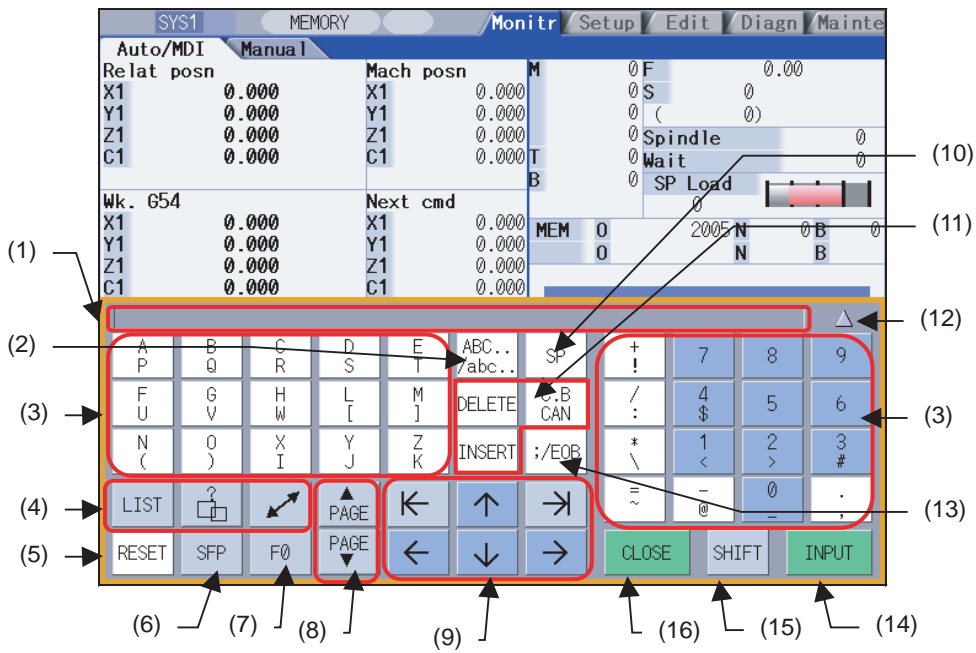 SYS1 MEMORY Monitr Setup Edit Diagn Mainte
Auto/MDI Manual
Relat posn
X1 0.000
Y1 0.000
Z1 0.000
C1 0.000
Mach posn
X1 0.000
Y1 0.000
Z1 0.000
C1 0.000
Wk. G54
X1 0.000
Y1 0.000
Z1 0.000
C1 0.000
Next cmd
X1 0.000
Y1 0.000
Z1 0.000
C1 0.000
M 0
0
0
0
T 0
B 0
F 0.00
S 0
( 0)
Spindle 0
Wait 0
SP Load
0
MEM O 2005 N 0 B 0
O N B
(1)
(2)
(3)
(4)
(5)
(10)
(11)
(12)
(3)
(13)
A P
B Q
C R
D S
E T
ABC.. /abc..
SP
+ !
7
8
9
F U
G V
H W
L [
M ]
DELETE
C.B CAN
/ :
4 $
5
6
N (
O )
X I
Y J
Z K
INSERT
;/EOB
* \
1 <
2 >
3 #
LIST
?
▲ PAGE
|←
↑
→|
= ~
- @
0 _
. ,
RESET
SFP
F0
PAGE ▼
←
↓
→
CLOSE
SHIFT
INPUT
(6) (7) (8) (9) (16) (15) (14)